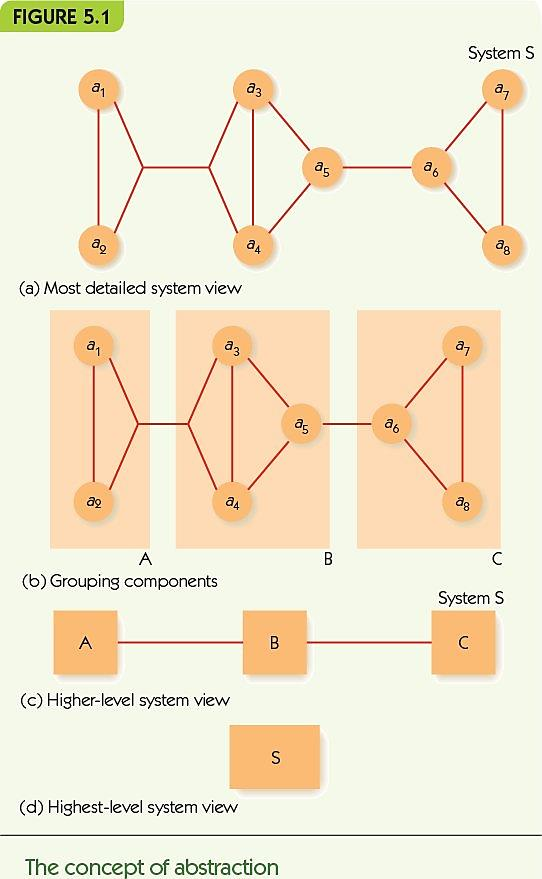 FIGURE 5.1
System S
a1
a3
a7
a5
a6
a2
a4
a8
(a) Most detailed system view
a1
a3
a7
a5
a6
a2
a4
a8
A
B
C
(b) Grouping components
System S
A
B
C
(c) Higher-level system view
S
(d) Highest-level system view
The concept of abstraction